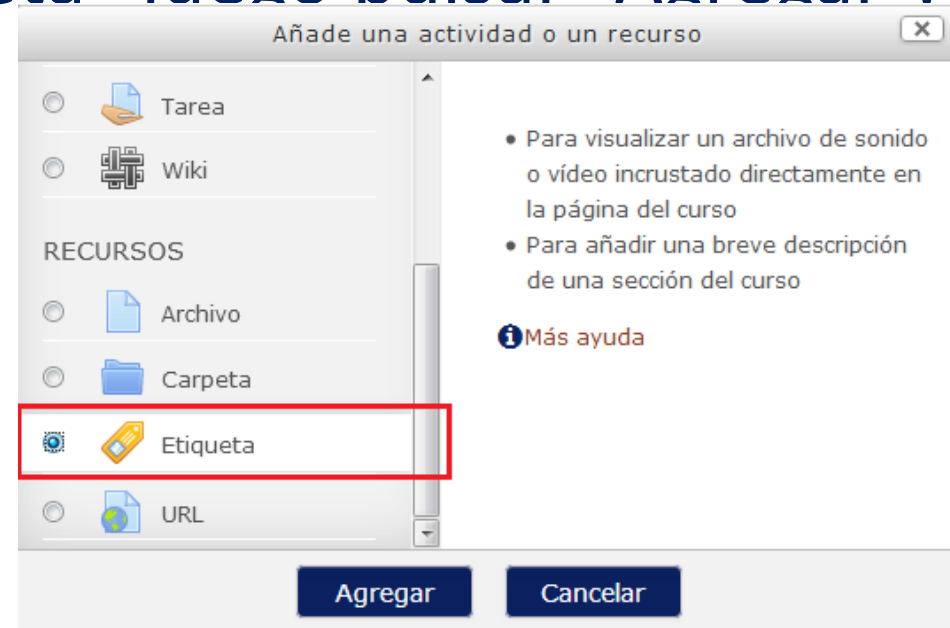 Añade una actividad o un recurso
Tarea
Wiki
RECURSOS
Archivo
Carpeta
Etiqueta
URL
• Para visualizar un archivo de sonido
o vídeo incrustado directamente en
la página del curso
• Para añadir una breve descripción
de una sección del curso
Más ayuda
Agregar
Cancelar